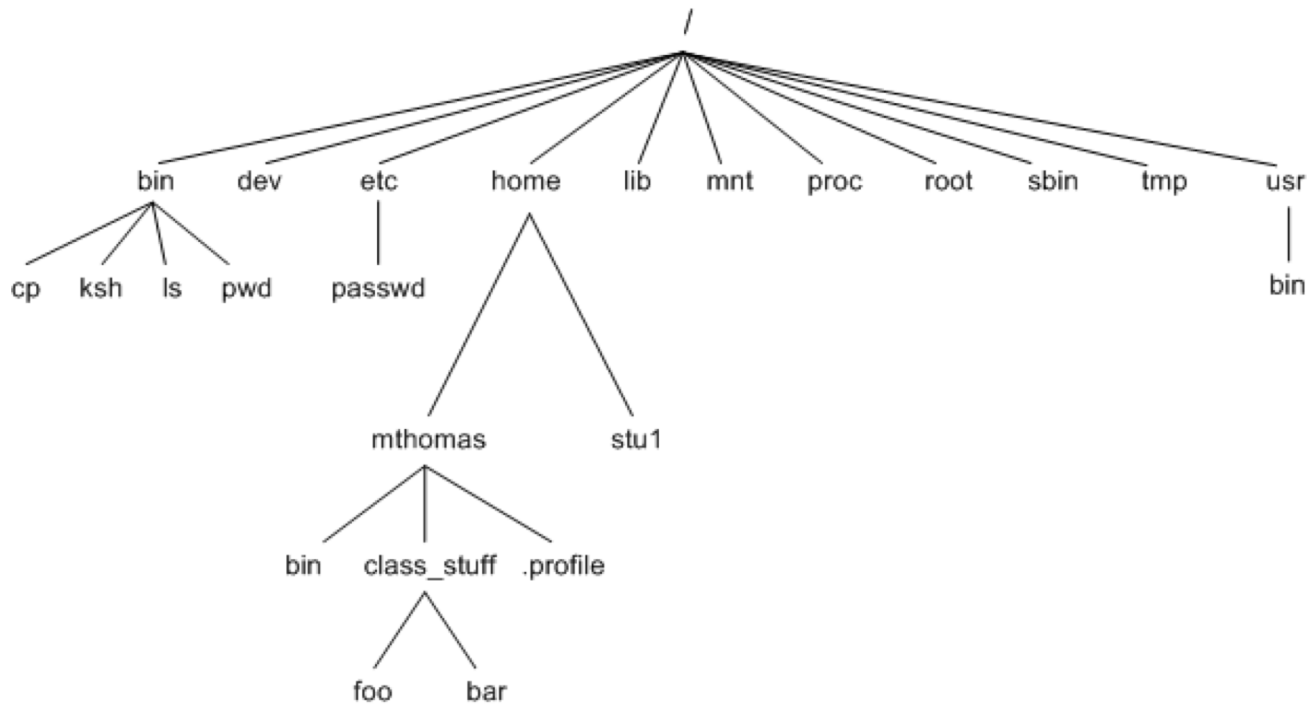 /
bin dev etc home lib mnt proc root sbin tmp usr
cp ksh ls pwd passwd bin
mthomas stu1
bin class_stuff .profile
foo bar